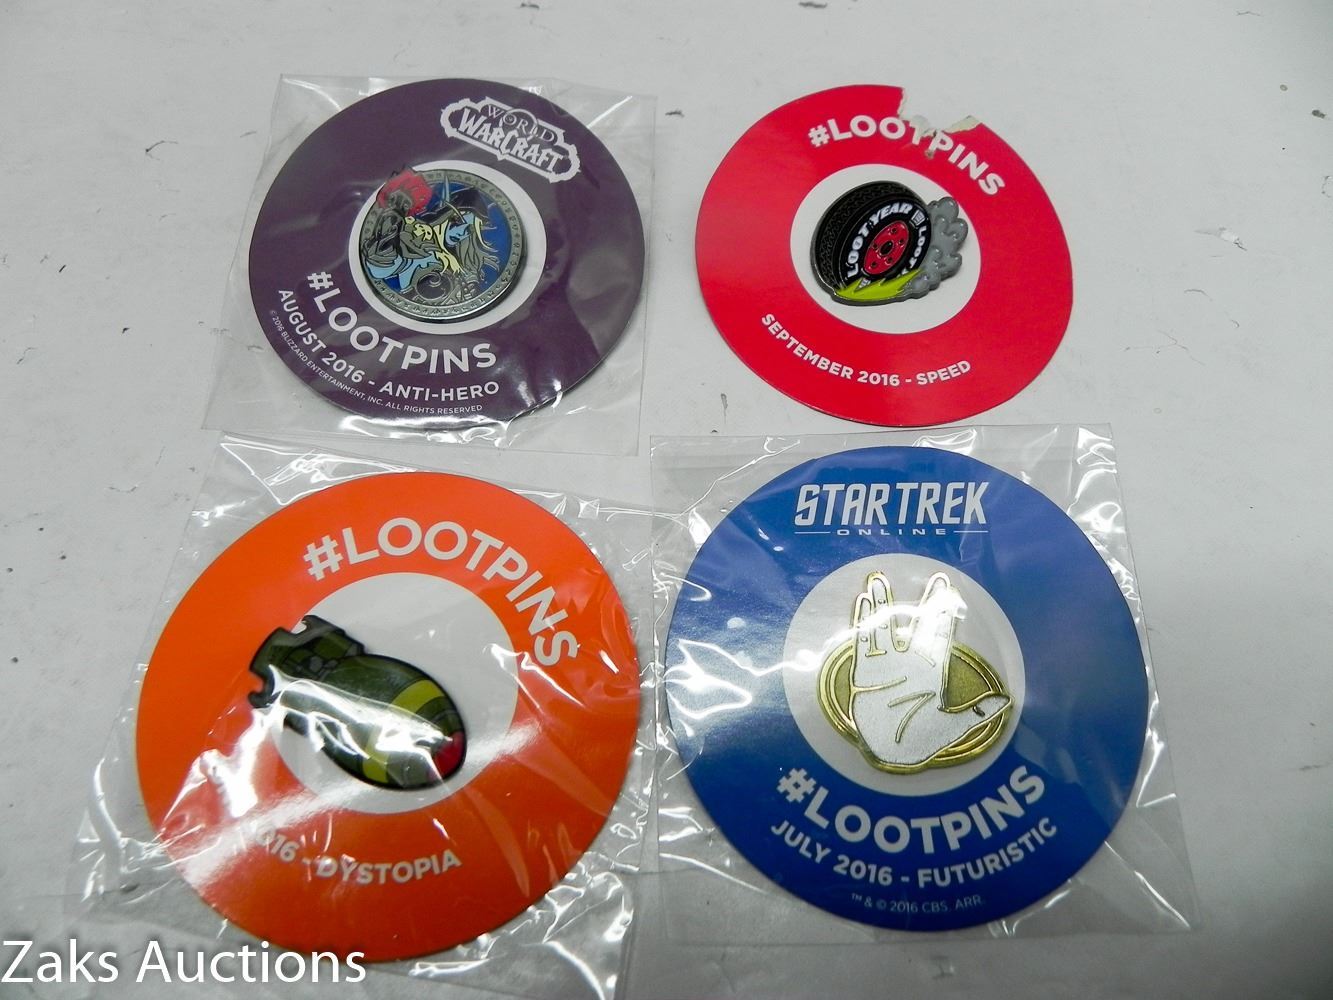 WORLD
WARCRAFT
#LOOTPINS
AUGUST 2016 - ANTI-HERO
© 2016 BLIZZARD ENTERTAINMENT, INC. ALL RIGHTS RESERVED
#LOOTPINS
LOOT YEAR
SEPTEMBER 2016 - SPEED
#LOOTPINS
2016 - DYSTOPIA
STAR TREK
ONLINE
#LOOTPINS
JULY 2016 - FUTURISTIC
™ & © 2016 CBS. ARR.
Zaks Auctions